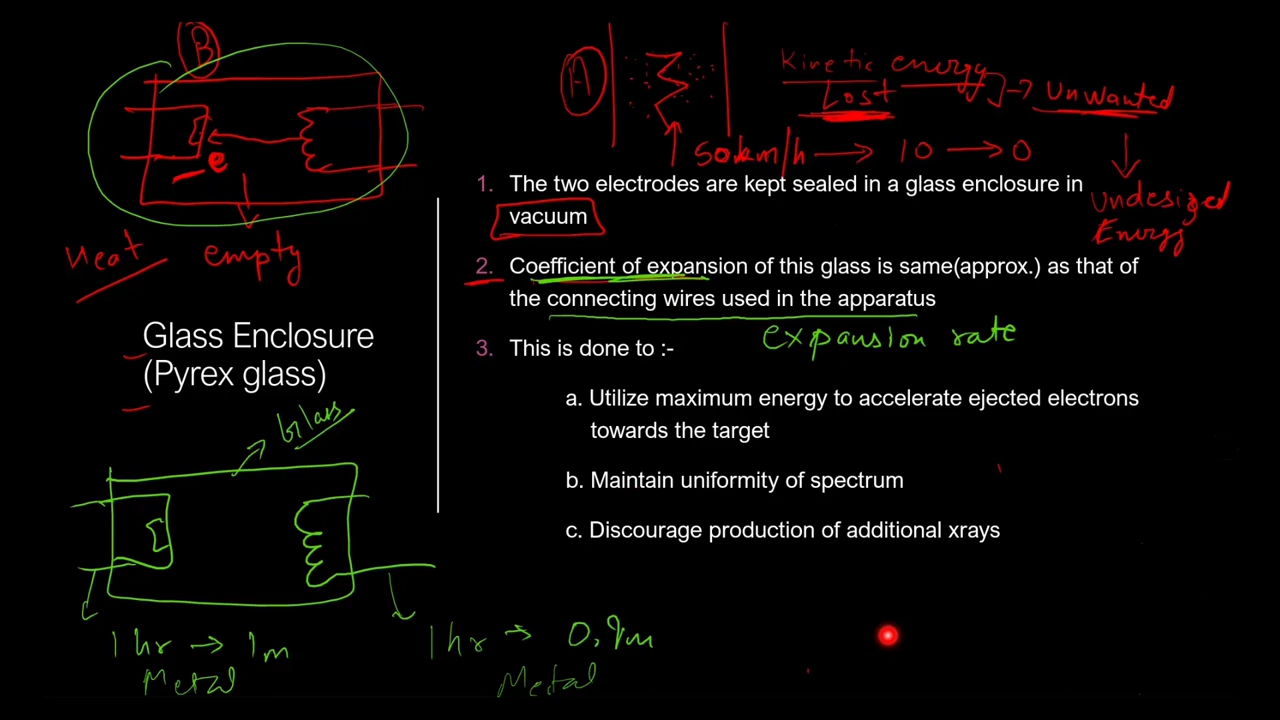 B
e
Heat
empty
Glass Enclosure
(Pyrex glass)
Glass
1hr → 1m
Metal
1hr → 0.9m
Metal
A
Kinetic energy
Lost
→ Unwanted
50km/h → 10 → 0
Undesized
Energy
1. The two electrodes are kept sealed in a glass enclosure in
vacuum
2. Coefficient of expansion of this glass is same(approx.) as that of
the connecting wires used in the apparatus
expansion rate
3. This is done to :-
a. Utilize maximum energy to accelerate ejected electrons
towards the target
b. Maintain uniformity of spectrum
c. Discourage production of additional xrays